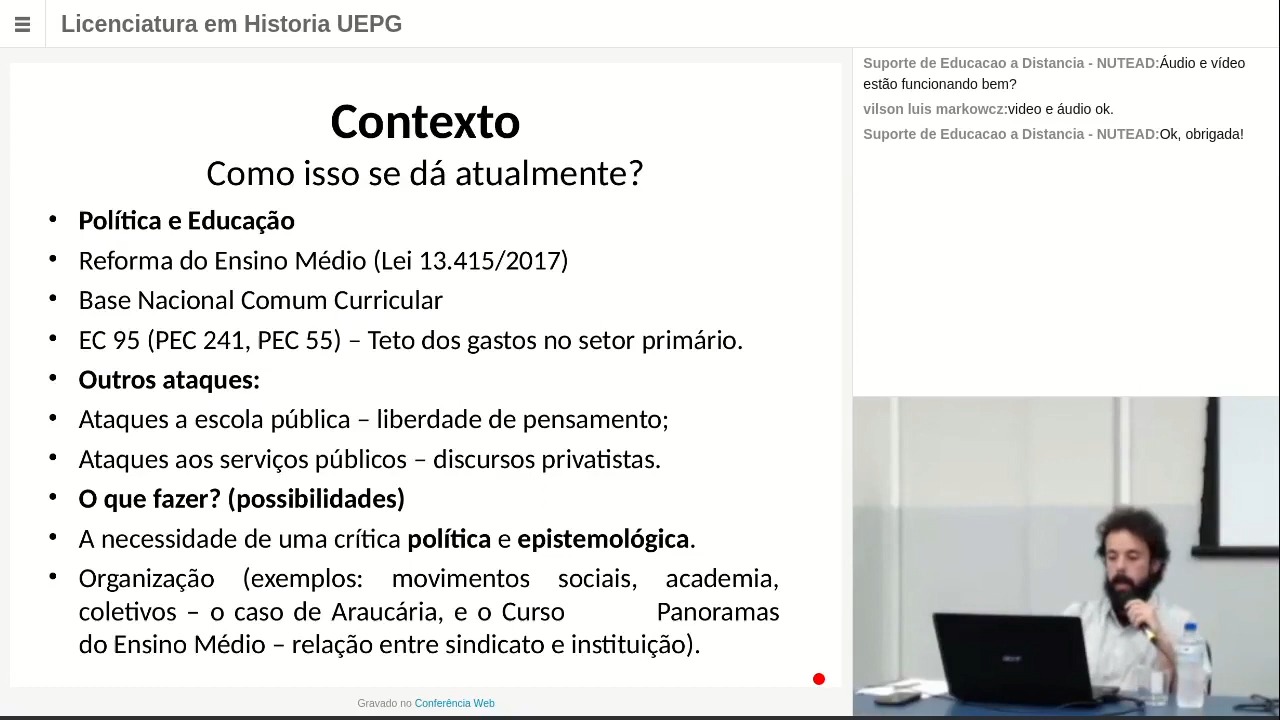 Licenciatura em Historia UEPG
Contexto
Como isso se dá atualmente?
• Política e Educação
• Reforma do Ensino Médio (Lei 13.415/2017)
• Base Nacional Comum Curricular
• EC 95 (PEC 241, PEC 55) – Teto dos gastos no setor primário.
• Outros ataques:
• Ataques a escola pública – liberdade de pensamento;
• Ataques aos serviços públicos – discursos privatistas.
• O que fazer? (possibilidades)
• A necessidade de uma crítica política e epistemológica.
• Organização (exemplos: movimentos sociais, academia,
coletivos – o caso de Araucária, e o Curso Panoramas
do Ensino Médio – relação entre sindicato e instituição).
Gravado no Conferência Web
Suporte de Educacao a Distancia - NUTEAD:Áudio e vídeo
estão funcionando bem?
vilson luis markowcz:video e áudio ok.
Suporte de Educacao a Distancia - NUTEAD:Ok, obrigada!
acer